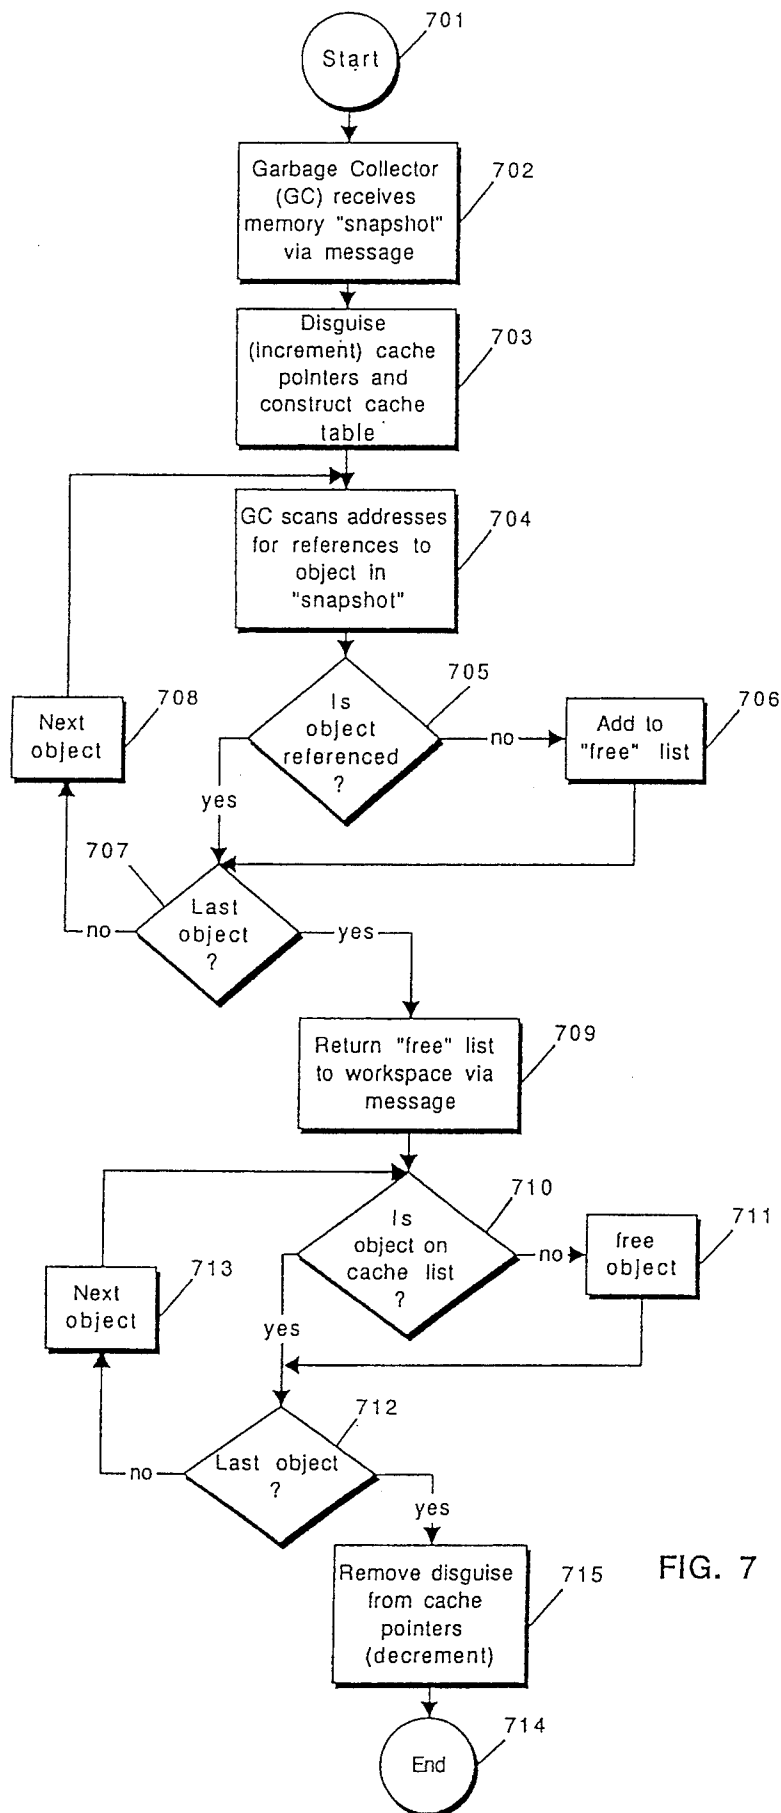 701
Start
702
Garbage Collector
(GC) receives
memory "snapshot"
via message
703
Disguise
(increment) cache
pointers and
construct cache
table
704
GC scans addresses
for references to
object in
"snapshot"
705
Is
object
referenced
?
no
706
Add to
"free" list
708
Next
object
yes
707
Last
object
?
no
yes
709
Return "free" list
to workspace via
message
710
Is
object on
cache list
?
no
711
free
object
713
Next
object
yes
712
Last object
?
no
yes
715
Remove disguise
from cache
pointers
(decrement)
FIG. 7
714
End